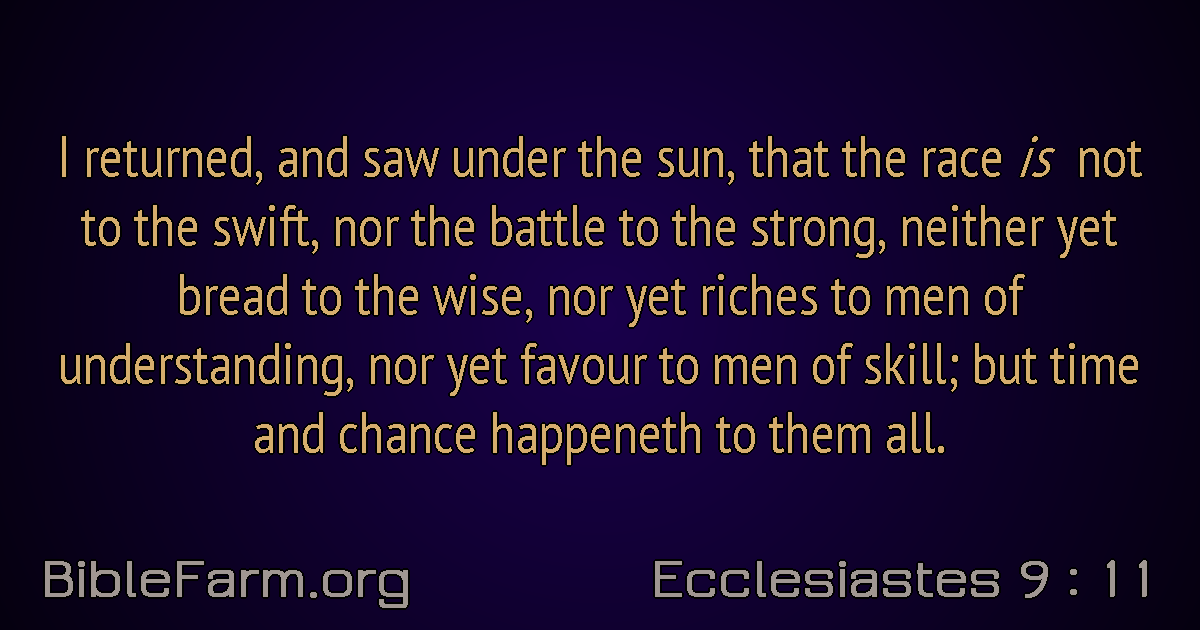 I returned, and saw under the sun, that the race is not
to the swift, nor the battle to the strong, neither yet
bread to the wise, nor yet riches to men of
understanding, nor yet favour to men of skill; but time
and chance happeneth to them all.
BibleFarm.org
Ecclesiastes 9 : 11